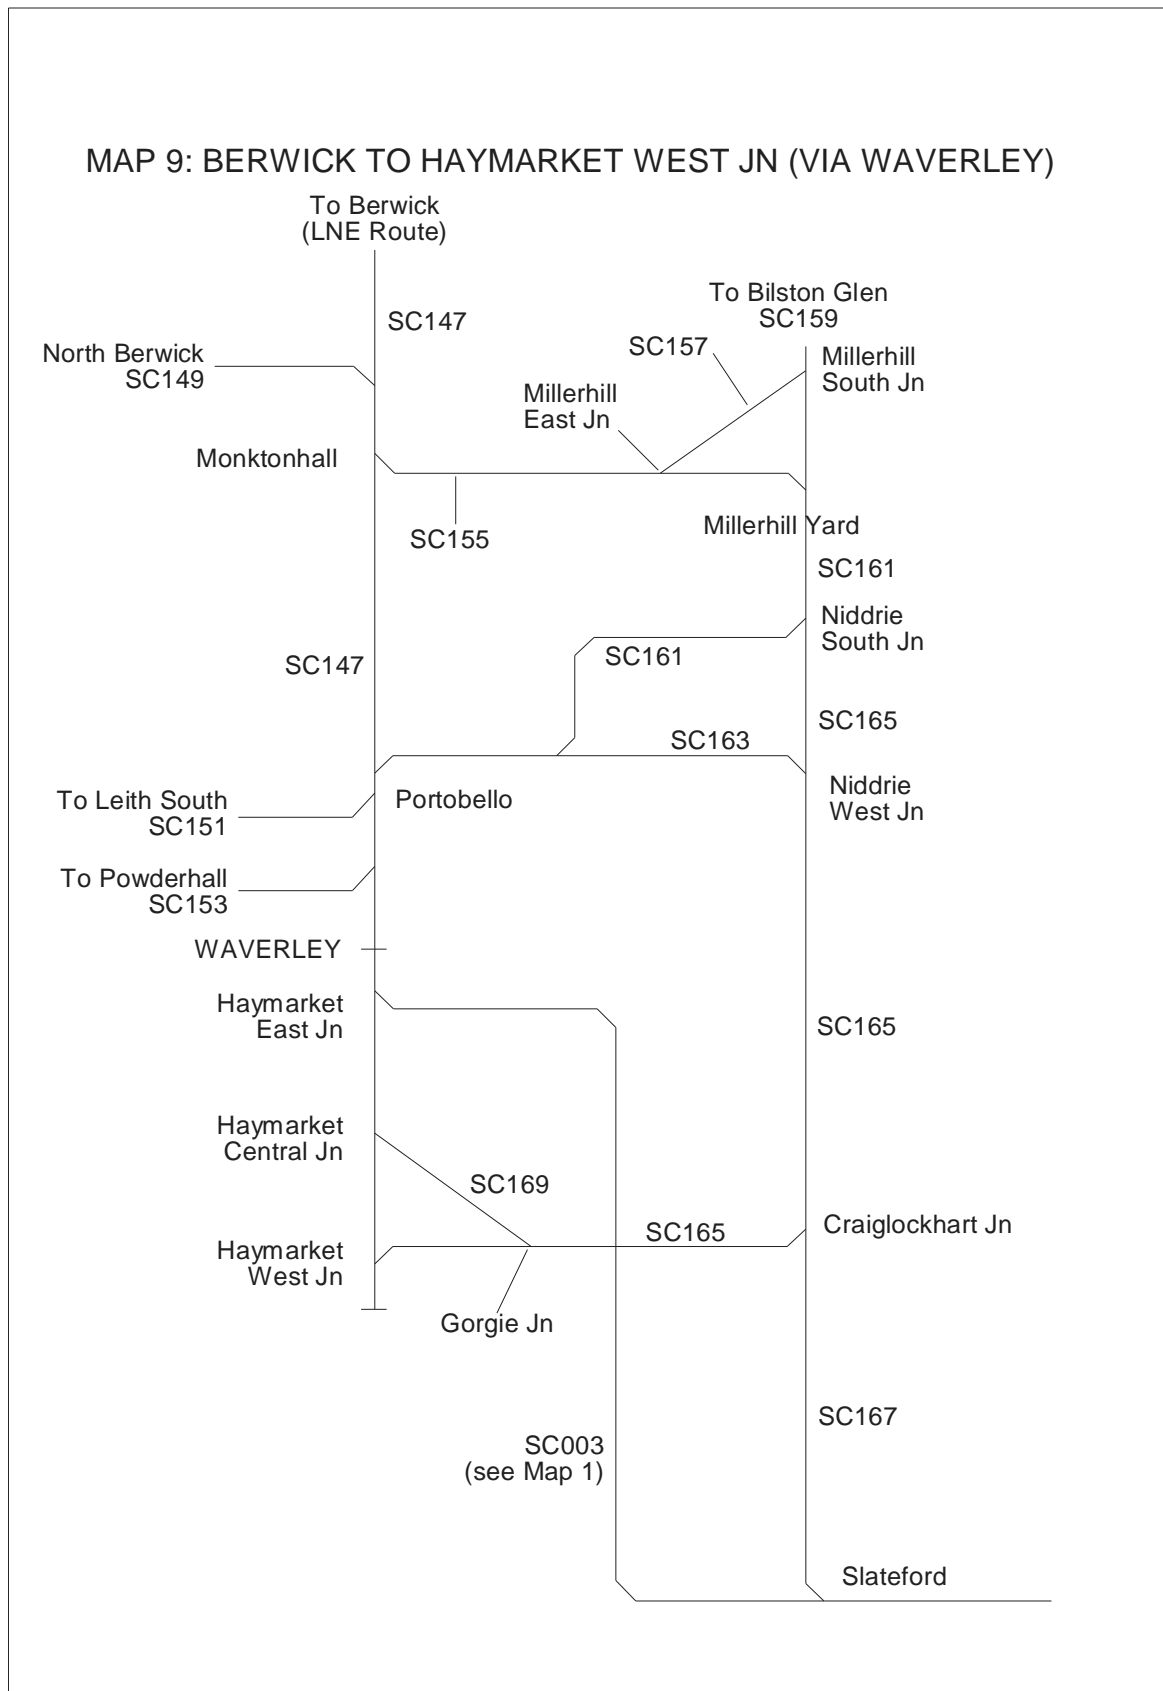 MAP 9: BERWICK TO HAYMARKET WEST JN (VIA WAVERLEY)
To Berwick
(LNE Route)
To Bilston Glen
SC159
SC147
SC157
North Berwick
SC149
Millerhill
South Jn
Millerhill
East Jn
Monktonhall
SC155
Millerhill Yard
SC161
Niddrie
South Jn
SC161
SC147
SC165
SC163
Niddrie
West Jn
To Leith South
SC151
Portobello
To Powderhall
SC153
WAVERLEY
Haymarket
East Jn
SC165
Haymarket
Central Jn
SC169
SC165
Craiglockhart Jn
Haymarket
West Jn
Gorgie Jn
SC167
SC003
(see Map 1)
Slateford